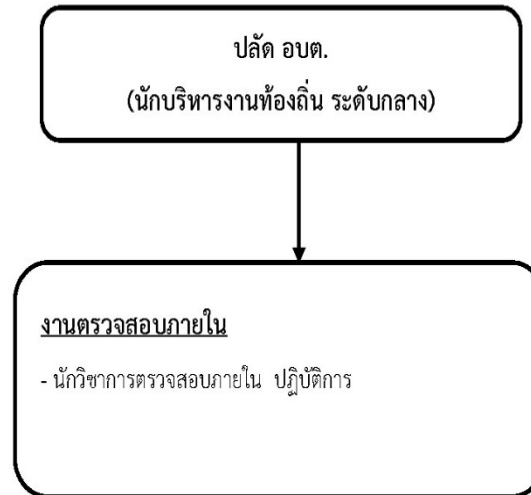 ปลัด อบต.
(นักบริหารงานท้องถิ่น ระดับกลาง)
งานตรวจสอบภายใน
- นักวิชาการตรวจสอบภายใน ปฏิบัติการ